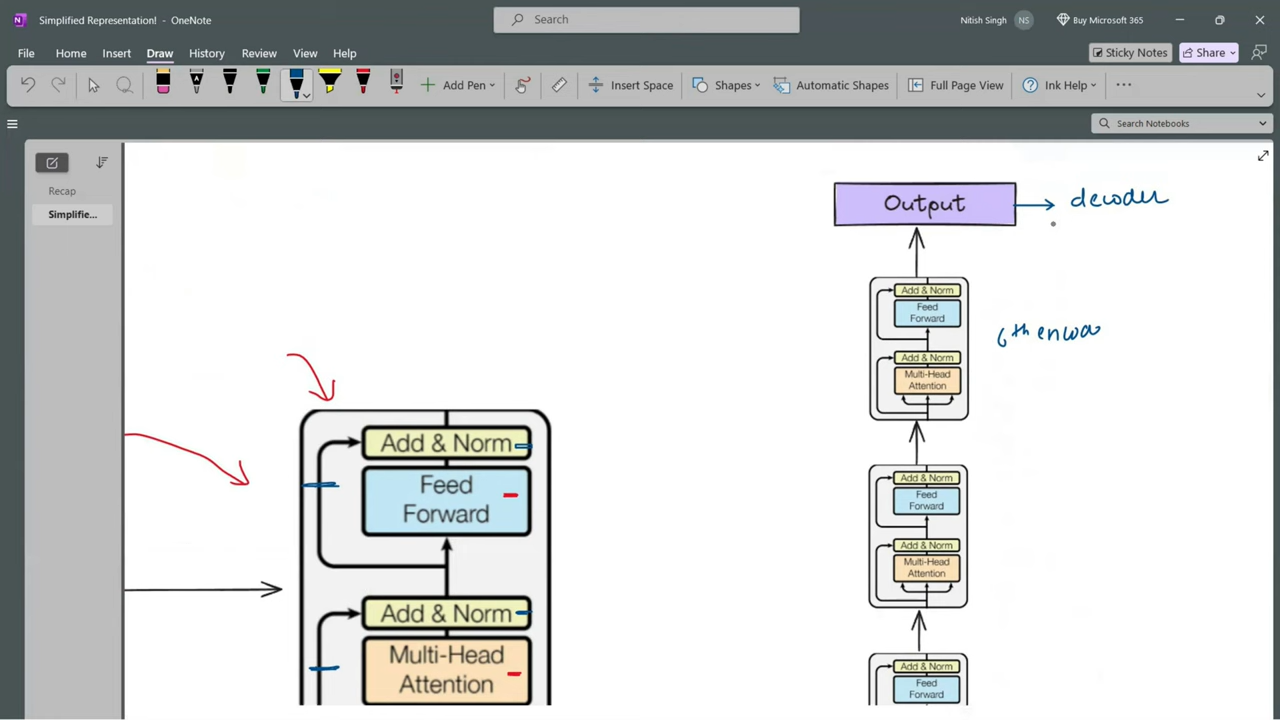 Simplified Representation! - OneNote
Search
Nitish Singh NS
Buy Microsoft 365
File Home Insert Draw History Review View Help
Sticky Notes
Share
Add Pen
Insert Space
Shapes
Automatic Shapes
Full Page View
Ink Help
Search Notebooks
Recap
Simplifie...
Output
decoder
Add & Norm
Feed
Forward
Add & Norm
Multi-Head
Attention
6th
Add & Norm
Feed
Forward
Add & Norm
Multi-Head
Attention
Add & Norm
Feed
Forward
Add & Norm
Multi-Head
Attention
Add & Norm
Feed